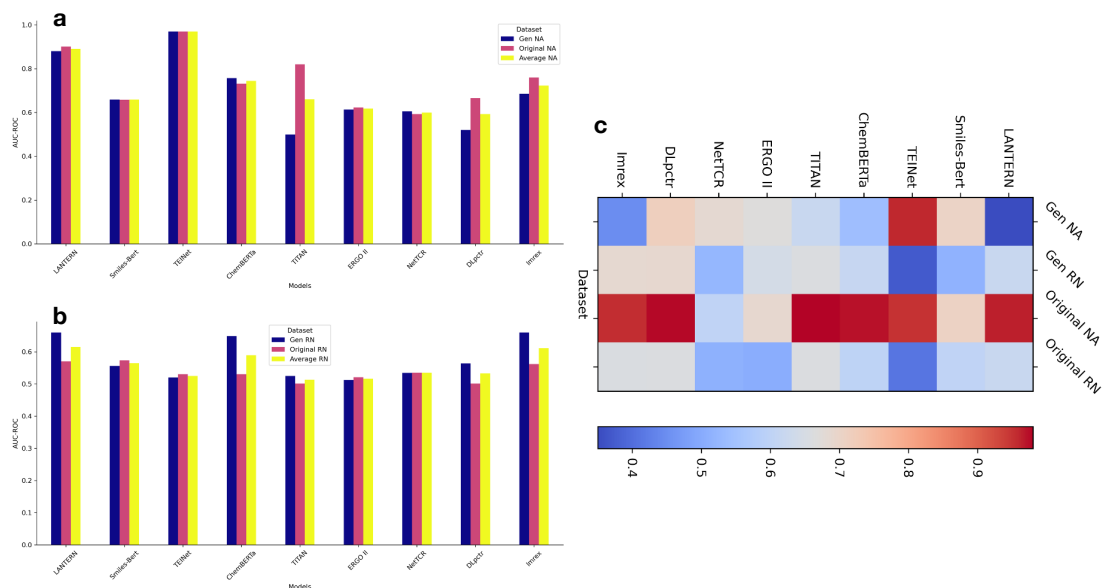 a
AUC-ROC
1.0
0.8
0.6
0.4
0.2
0.0
Dataset
Gen NA
Original NA
Average NA
LANTERN
Smiles-Bert
TEINet
ChemBERTa
TITAN
ERGO II
NetTCR
DLpctr
Imrex
Models
b
AUC-ROC
0.6
0.5
0.4
0.3
0.2
0.1
0.0
Dataset
Gen RN
Original RN
Average RN
LANTERN
Smiles-Bert
TEINet
ChemBERTa
TITAN
ERGO II
NetTCR
DLpctr
Imrex
Models
c
Imrex
DLpctr
NetTCR
ERGO II
TITAN
ChemBERTa
TEINet
Smiles-Bert
LANTERN
Gen NA
Gen RN
Original NA
Original RN
Dataset
0.4
0.5
0.6
0.7
0.8
0.9